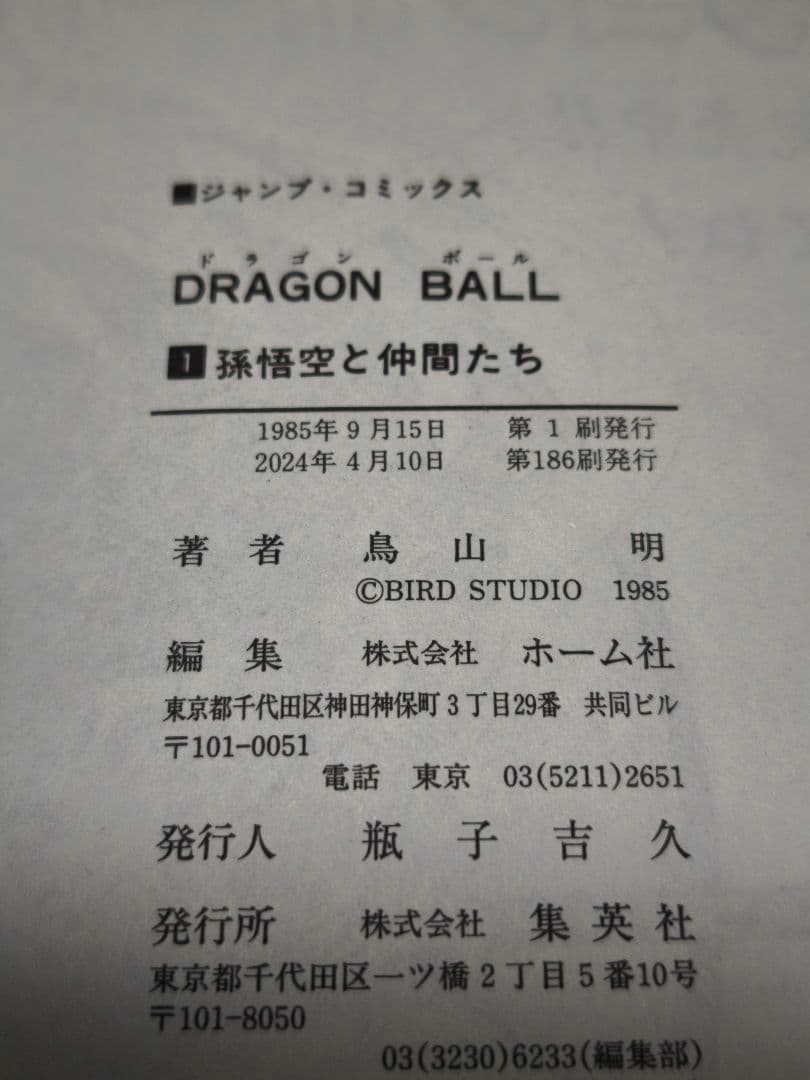 ■ジャンプ・コミックス
ドラゴン ボール
DRAGON BALL
1 孫悟空と仲間たち
1985年9月15日 第1刷発行
2024年4月10日 第186刷発行
著者 鳥山 明
©BIRD STUDIO 1985
編集 株式会社 ホーム社
東京都千代田区神田神保町3丁目29番 共同ビル
〒101-0051
電話 東京 03(5211)2651
発行人 瓶子吉久
発行所 株式会社 集英社
東京都千代田区一ツ橋2丁目5番10号
〒101-8050
03(3230)6233(編集部)